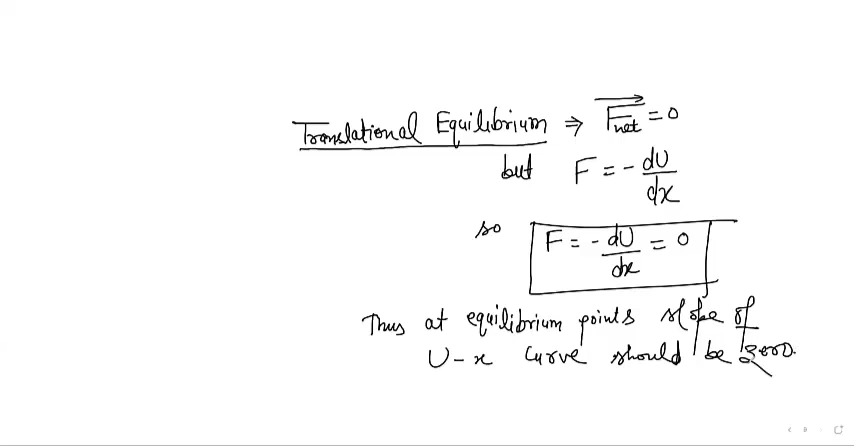 Translational Equilibrium ⇒ F⃗net = 0
but F = - dU/dx
so F = - dU/dx = 0
Thus at equilibrium points slope of
U-x curve should be zero.